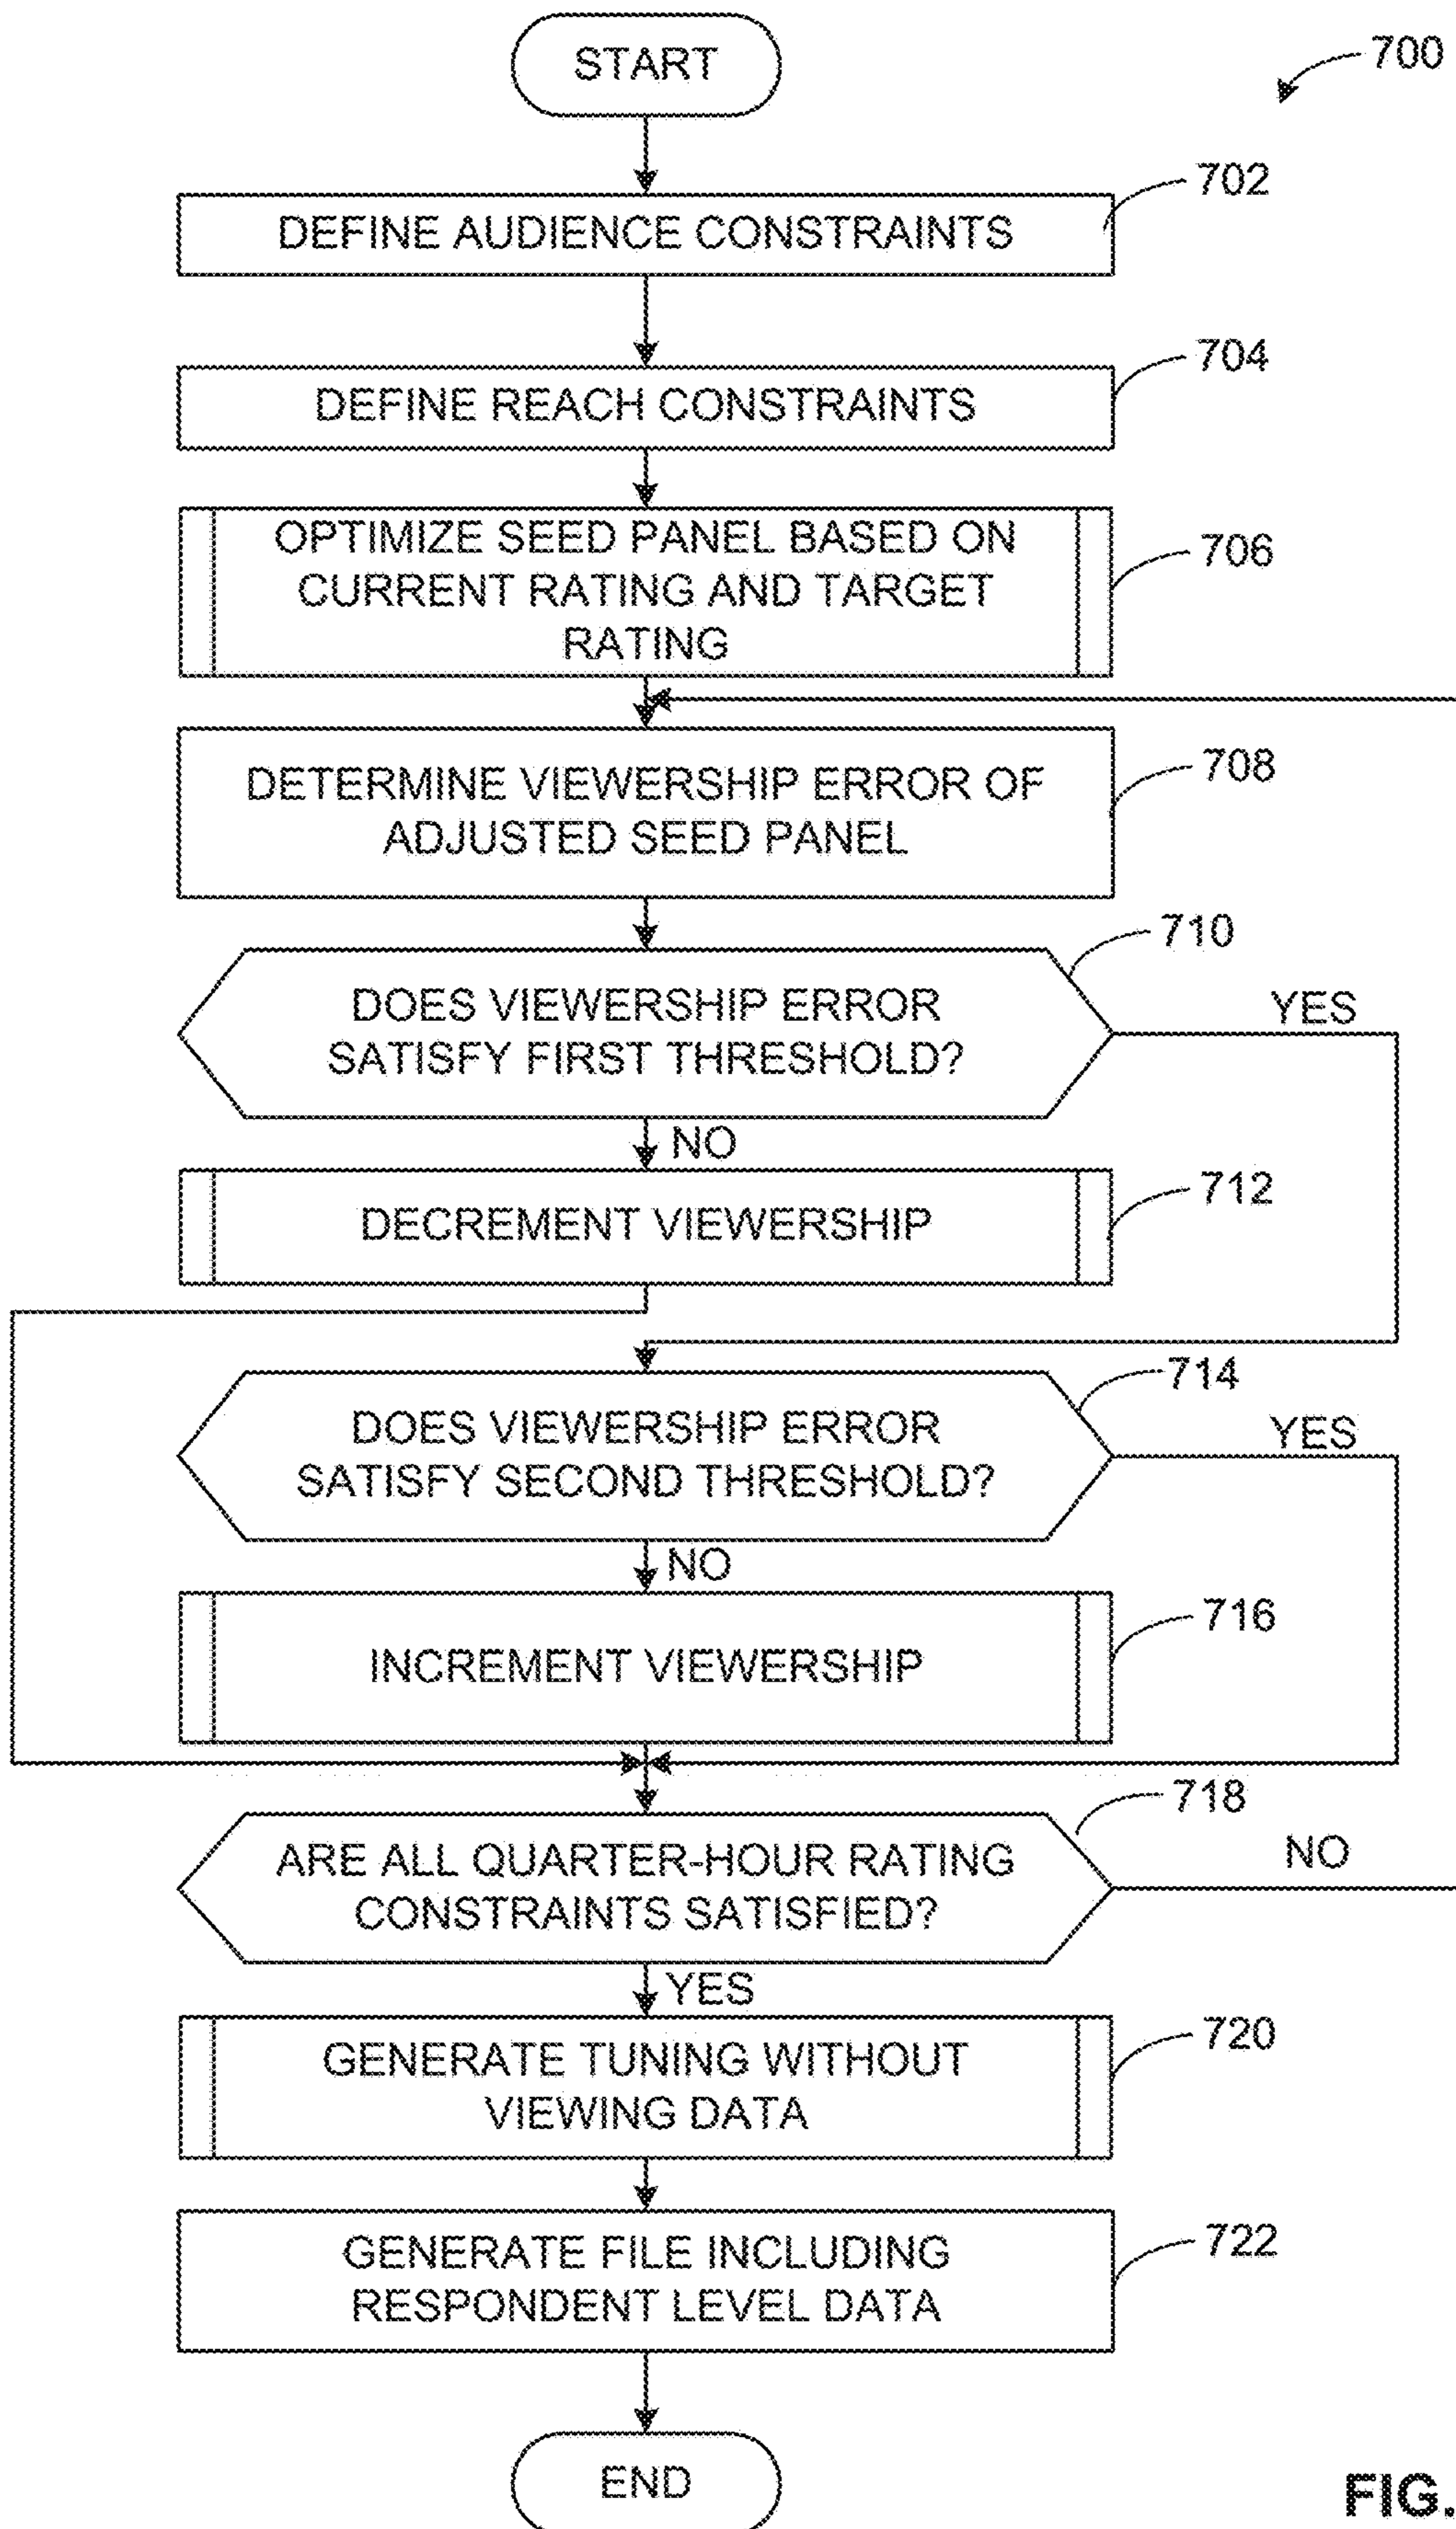 START
700
702
DEFINE AUDIENCE CONSTRAINTS
704
DEFINE REACH CONSTRAINTS
OPTIMIZE SEED PANEL BASED ON
CURRENT RATING AND TARGET
RATING
706
DETERMINE VIEWERSHIP ERROR OF
ADJUSTED SEED PANEL
708
710
DOES VIEWERSHIP ERROR
SATISFY FIRST THRESHOLD?
YES
NO
DECREMENT VIEWERSHIP
712
714
DOES VIEWERSHIP ERROR
SATISFY SECOND THRESHOLD?
YES
NO
INCREMENT VIEWERSHIP
716
718
ARE ALL QUARTER-HOUR RATING
CONSTRAINTS SATISFIED?
NO
YES
GENERATE TUNING WITHOUT
VIEWING DATA
720
GENERATE FILE INCLUDING
RESPONDENT LEVEL DATA
722
END
FIG.